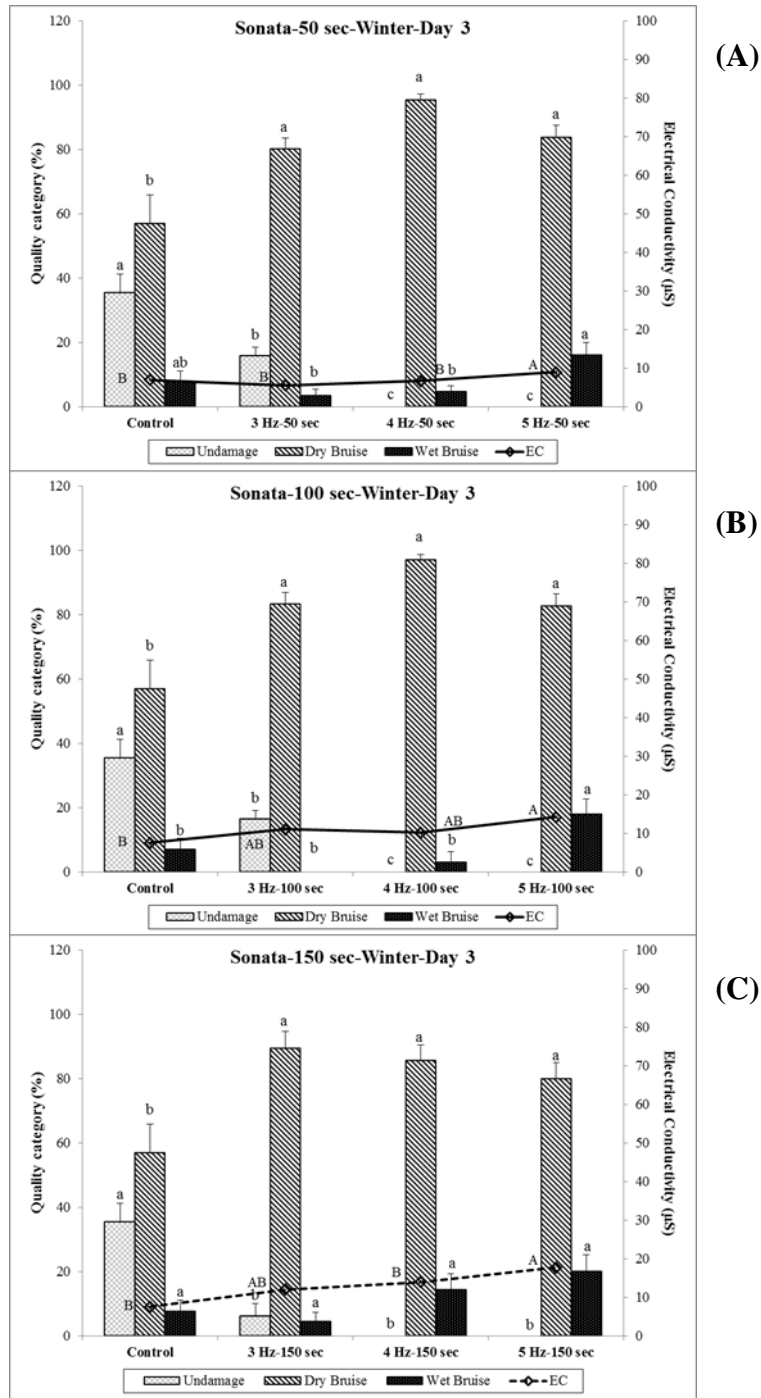 Sonata-50 sec-Winter-Day 3
(A)
Quality category (%)
Electrical Conductivity (µS)
120
100
80
60
40
20
0
100
90
80
70
60
50
40
30
20
10
0
a
b
ab
B
b
a
b
B
c
a
b
B
c
a
a
A
Control
3 Hz-50 sec
4 Hz-50 sec
5 Hz-50 sec
Undamage
Dry Bruise
Wet Bruise
EC
Sonata-100 sec-Winter-Day 3
(B)
Quality category (%)
Electrical Conductivity (µS)
120
100
80
60
40
20
0
100
90
80
70
60
50
40
30
20
10
0
a
b
b
B
b
a
b
AB
c
a
b
AB
c
a
a
A
Control
3 Hz-100 sec
4 Hz-100 sec
5 Hz-100 sec
Undamage
Dry Bruise
Wet Bruise
EC
Sonata-150 sec-Winter-Day 3
(C)
Quality category (%)
Electrical Conductivity (µS)
120
100
80
60
40
20
0
100
90
80
70
60
50
40
30
20
10
0
a
b
a
B
b
a
a
AB
b
a
a
B
b
a
a
A
Control
3 Hz-150 sec
4 Hz-150 sec
5 Hz-150 sec
Undamage
Dry Bruise
Wet Bruise
EC